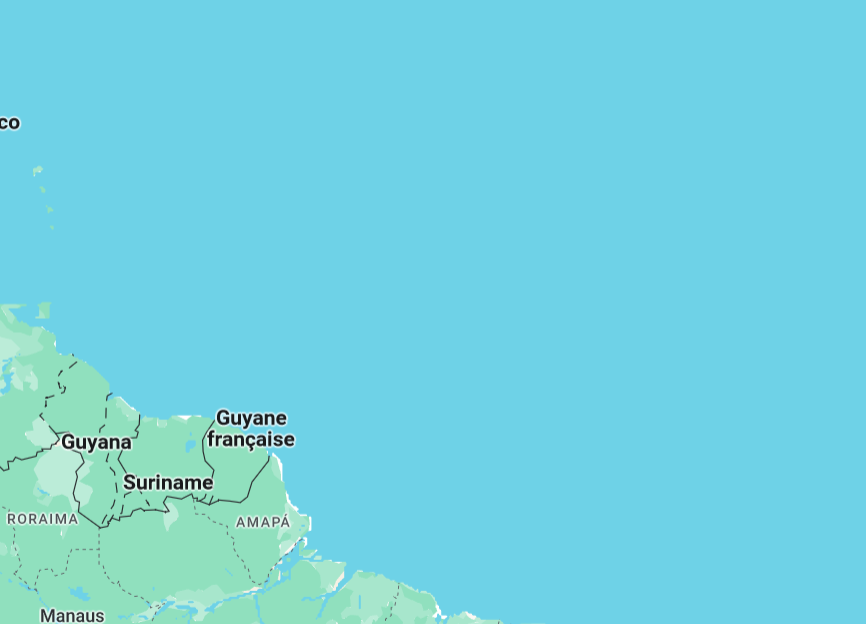 co
Guyane
française
Guyana
Suriname
RORAIMA
AMAPÁ
Manaus